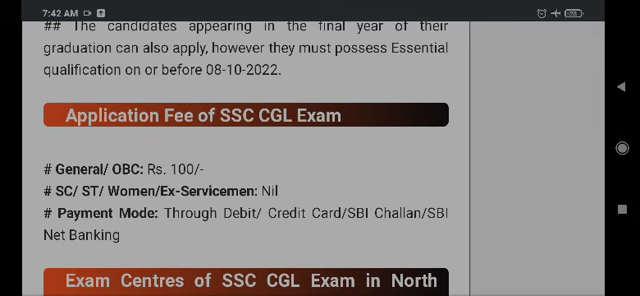 7:42 AM
28
## The candidates appearing in the final year of their
graduation can also apply, however they must possess Essential
qualification on or before 08-10-2022.
Application Fee of SSC CGL Exam
# General/ OBC: Rs. 100/-
# SC/ ST/ Women/Ex-Servicemen: Nil
# Payment Mode: Through Debit/ Credit Card/SBI Challan/SBI
Net Banking
Exam Centres of SSC CGL Exam in North